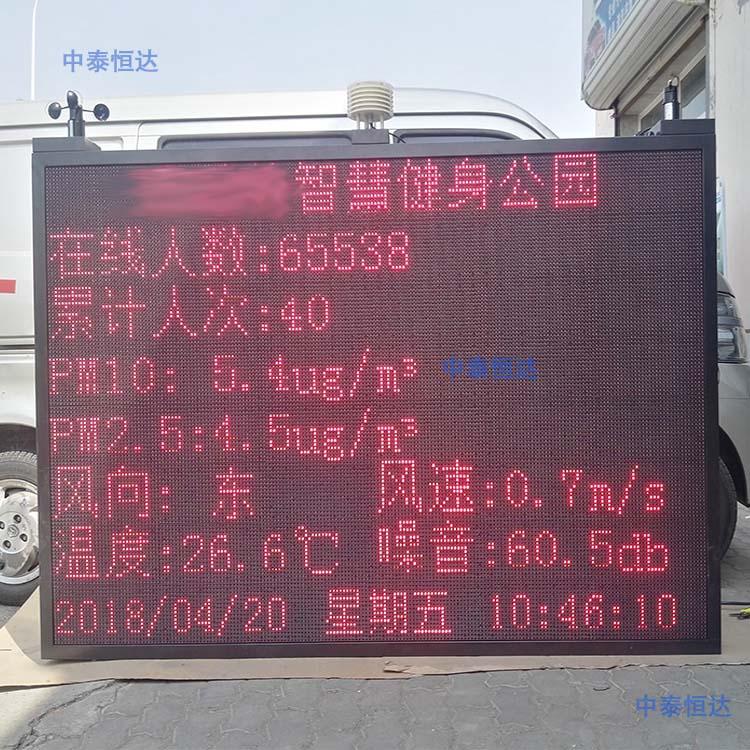 中泰恒达
智慧健身公园
在线人数:65538
累计人次:40
PM10: 5.4ug/m³
中泰恒达
PM2.5:4.5ug/m³
风向: 东 风速:0.7m/s
温度:26.6℃ 噪音:60.5db
2018/04/20 星期五 10:46:10
中泰恒达